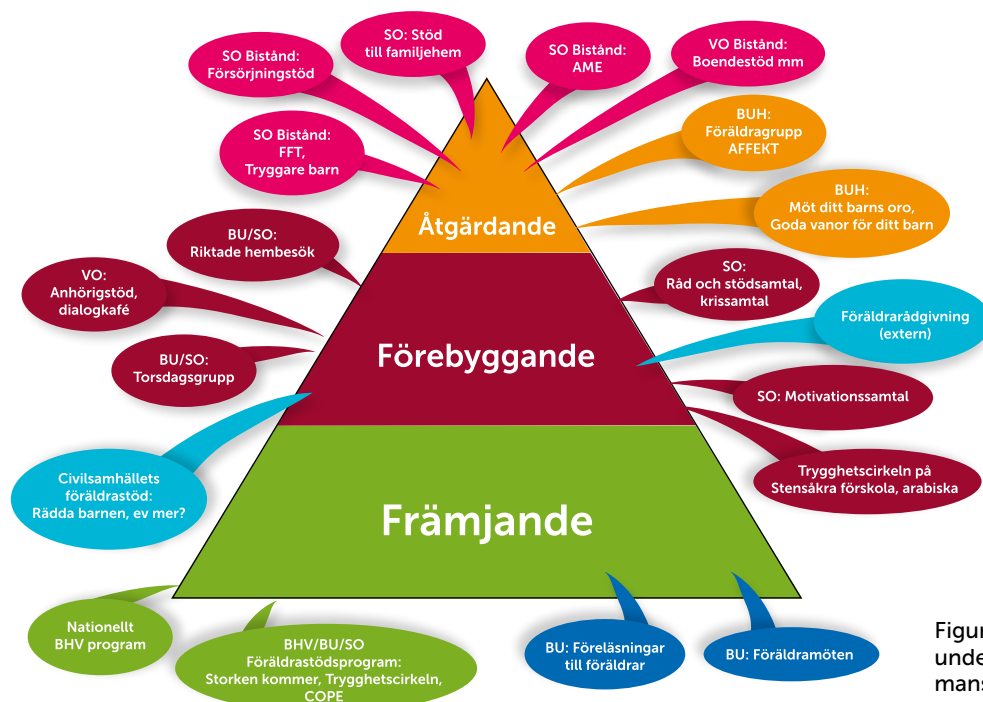 SO: Stöd
till familjehem
SO Bistånd:
Försörjningstöd
SO Bistånd:
AME
VO Bistånd:
Boendestöd mm
SO Bistånd:
FFT,
Tryggare barn
BUH:
Föräldragrupp
AFFEKT
BUH:
Möt ditt barns oro,
Goda vanor för ditt barn
Åtgärdande
BU/SO:
Riktade hembesök
VO:
Anhörigstöd,
dialogkafé
SO:
Råd och stödsamtal,
krissamtal
Föräldrarådgivning
(extern)
Förebyggande
BU/SO:
Torsdagsgrupp
SO: Motivationssamtal
Civilsamhällets
föräldrastöd:
Rädda barnen, ev mer?
Trygghetscirkeln på
Stensåkra förskola, arabiska
Främjande
Nationellt
BHV program
BHV/BU/SO
Föräldrastödsprogram:
Storken kommer, Trygghetscirkeln,
COPE
BU: Föreläsningar
till föräldrar
BU: Föräldramöten
Figur
unde
mans